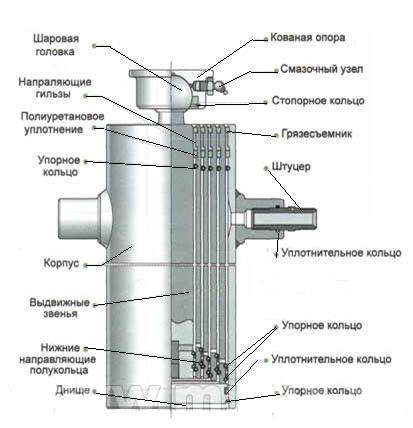 Шаровая
головка
Кованая опора
Смазочный узел
Напраляющие
гильзы
Стопорное кольцо
Полиуретановое
уплотнение
Грязесъемник
Упорное
кольцо
Штуцер
Уплотнительное кольцо
Корпус
Выдвижные
звенья
Упорное кольцо
Нижние
направляющие
полукольца
Уплотнительное кольцо
Днище
Упорное кольцо